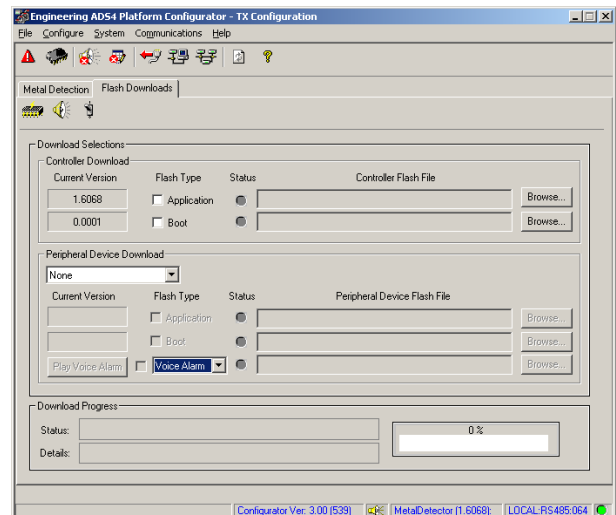 Engineering ADS4 Platform Configurator - TX Configuration
File Configure System Communications Help
Metal Detection Flash Downloads
Download Selections
Controller Download
Current Version Flash Type Status Controller Flash File
1.6068 Application Browse...
0.0001 Boot Browse...
Peripheral Device Download
None
Current Version Flash Type Status Peripheral Device Flash File
Application Browse...
Boot Browse...
Play Voice Alarm Voice Alarm Browse...
Download Progress
Status: 0 %
Details:
Configurator Ver: 3.00 (539) MetalDetector (1.6068): LOCAL:RS485:064